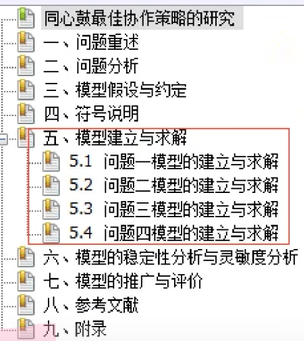 同心鼓最佳协作策略的研究
一、问题重述
二、问题分析
三、模型假设与约定
四、符号说明
五、模型建立与求解
5.1 问题一模型的建立与求解
5.2 问题二模型的建立与求解
5.3 问题三模型的建立与求解
5.4 问题四模型的建立与求解
六、模型的稳定性分析与灵敏度分析
七、模型的推广与评价
八、参考文献
九、附录